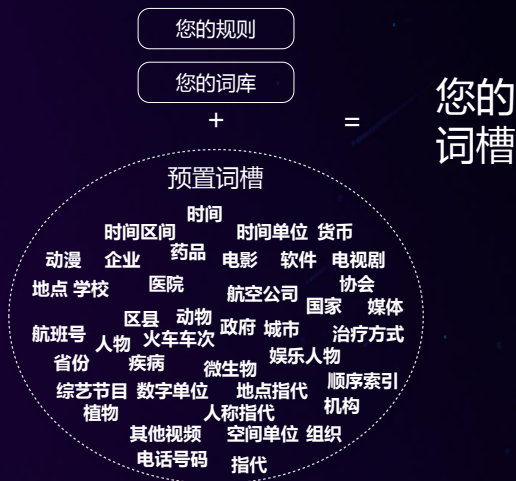 您的规则
您的词库
+
=
您的
词槽
预置词槽
时间
时间区间 时间单位 货币
动漫 企业 药品 电影 软件 电视剧
地点 学校 医院 航空公司 协会
国家 媒体
航班号 区县 动物 政府 城市 治疗方式
人物 火车车次
省份 疾病 微生物 娱乐人物
综艺节目 数字单位 地点指代 顺序索引
植物 人称指代 机构
其他视频 空间单位 组织
电话号码 指代